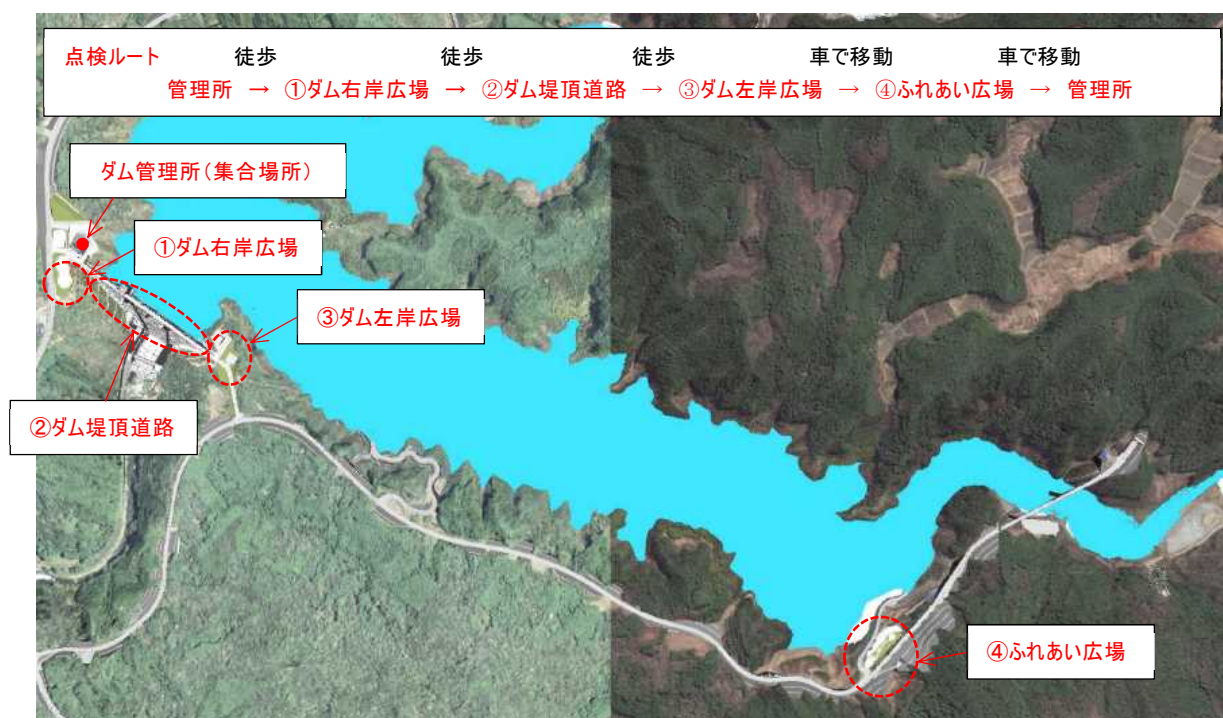 点検ルート 徒歩 徒歩 徒歩 車で移動 車で移動
管理所 → ①ダム右岸広場 → ②ダム堤頂道路 → ③ダム左岸広場 → ④ふれあい広場 → 管理所
ダム管理所(集合場所)
①ダム右岸広場
③ダム左岸広場
②ダム堤頂道路
④ふれあい広場